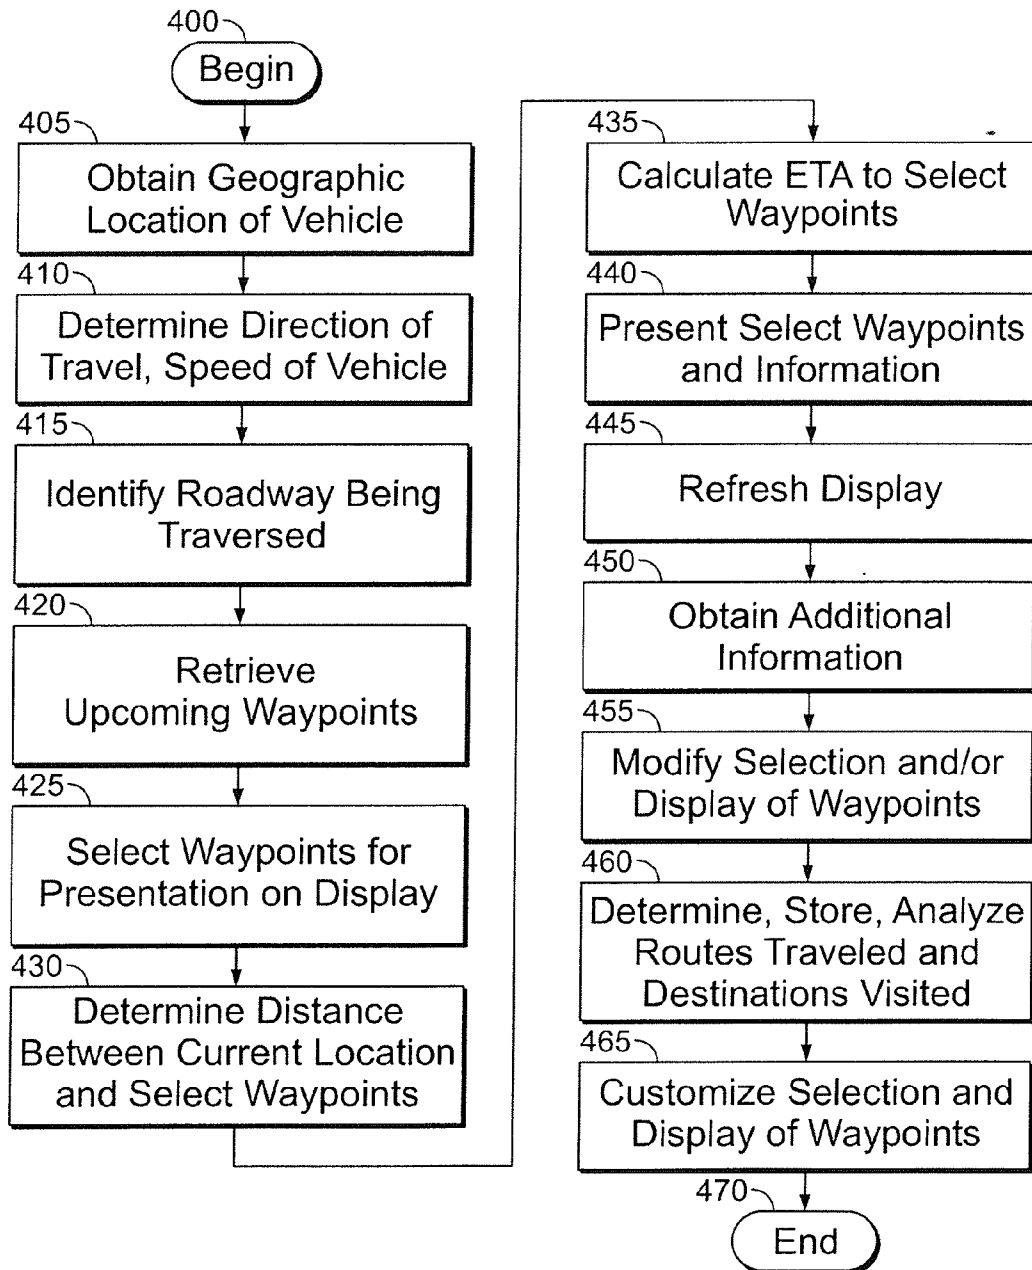 400
Begin
405
Obtain Geographic
Location of Vehicle
410
Determine Direction of
Travel, Speed of Vehicle
415
Identify Roadway Being
Traversed
420
Retrieve
Upcoming Waypoints
425
Select Waypoints for
Presentation on Display
430
Determine Distance
Between Current Location
and Select Waypoints
435
Calculate ETA to Select
Waypoints
440
Present Select Waypoints
and Information
445
Refresh Display
450
Obtain Additional
Information
455
Modify Selection and/or
Display of Waypoints
460
Determine, Store, Analyze
Routes Traveled and
Destinations Visited
465
Customize Selection and
Display of Waypoints
470
End